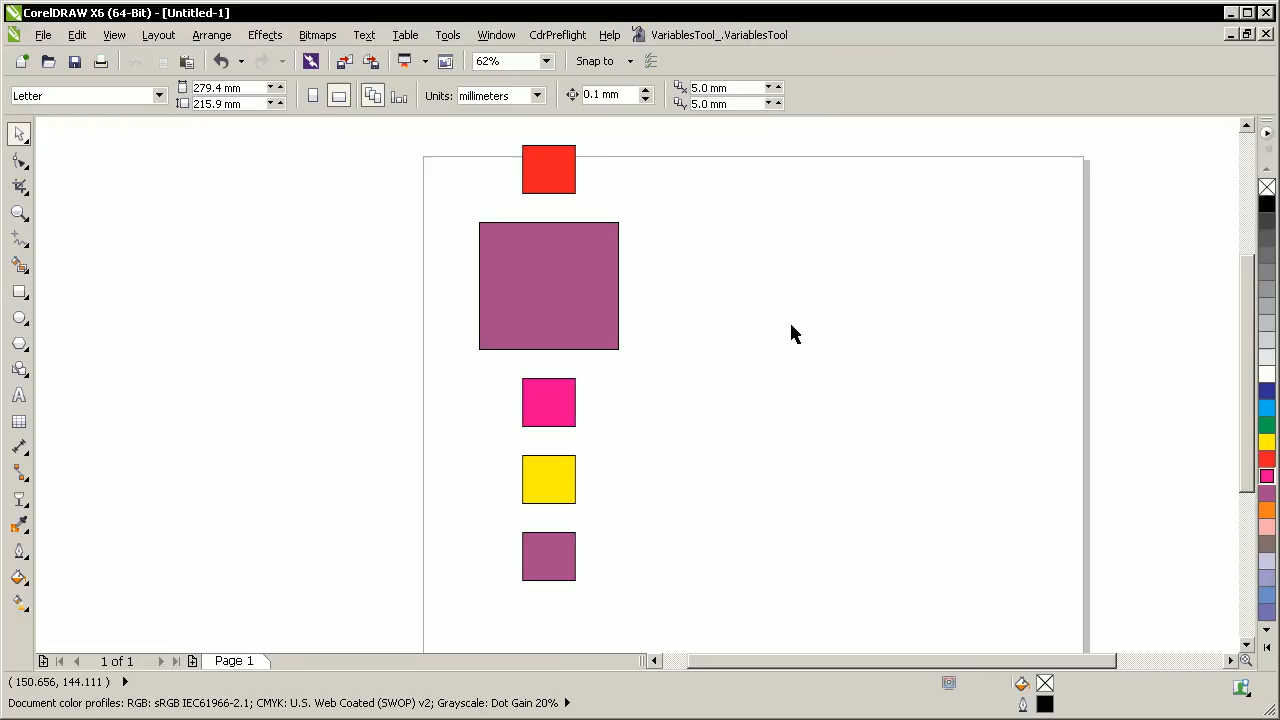 CorelDRAW X6 (64-Bit) - [Untitled-1]
File Edit View Layout Arrange Effects Bitmaps Text Table Tools Window CdrPreflight Help VariablesTool_.VariablesTool
62% Snap to
Letter 279.4 mm 215.9 mm Units: millimeters 0.1 mm 5.0 mm 5.0 mm
A
1 of 1 Page 1
(150.656, 144.111)
Document color profiles: RGB: sRGB IEC61966-2.1; CMYK: U.S. Web Coated (SWOP) v2; Grayscale: Dot Gain 20%